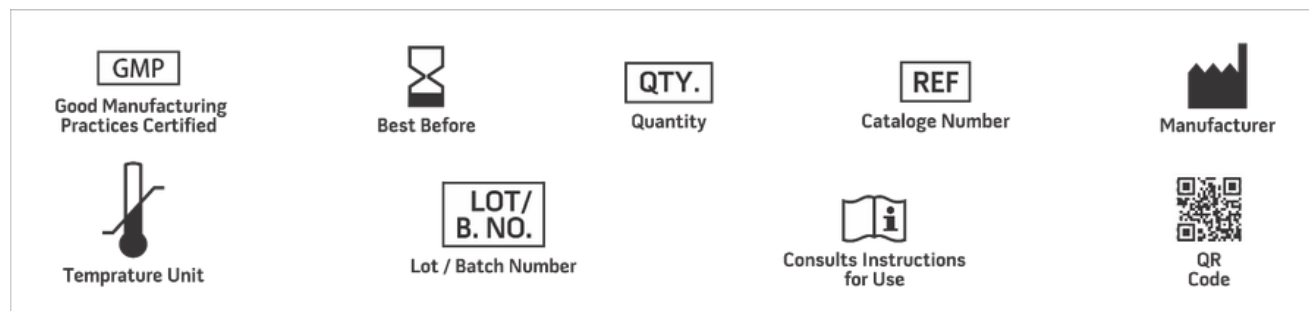 GMP
Good Manufacturing
Practices Certified
Best Before
QTY.
Quantity
REF
Cataloge Number
Manufacturer
Temprature Unit
LOT/
B. NO.
Lot / Batch Number
i
Consults Instructions
for Use
QR
Code